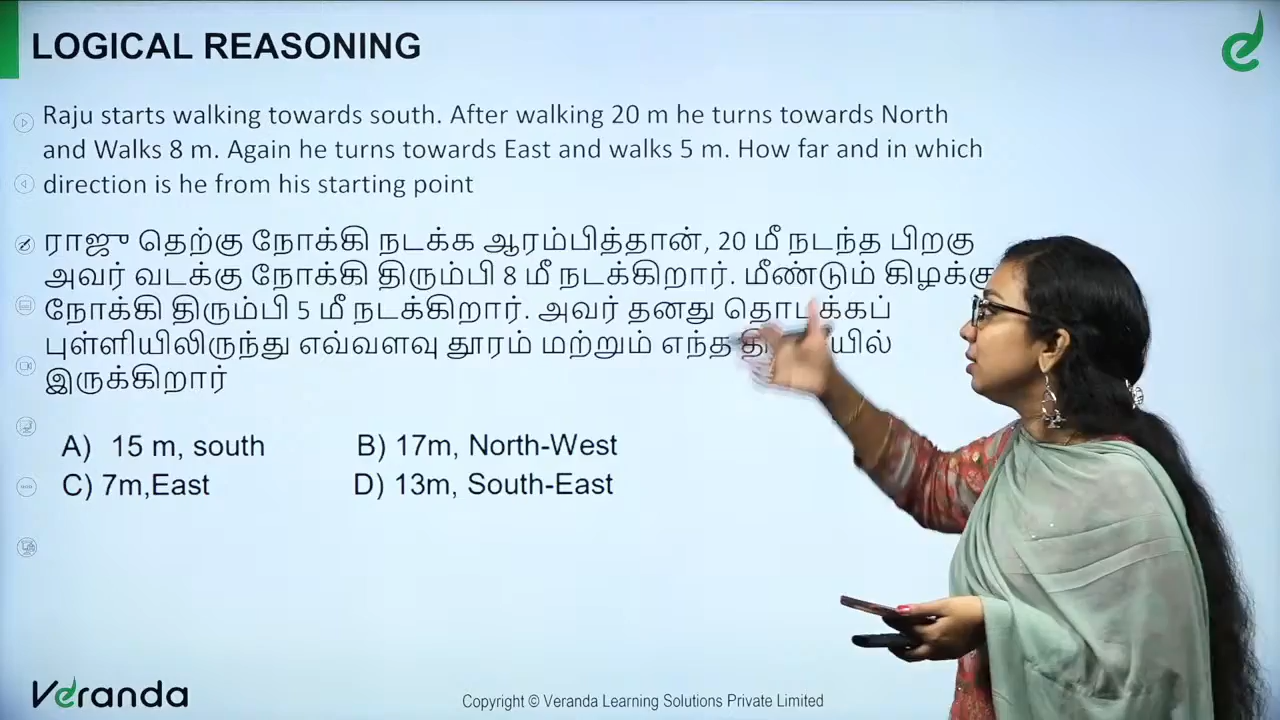 LOGICAL REASONING
Raju starts walking towards south. After walking 20 m he turns towards North
and Walks 8 m. Again he turns towards East and walks 5 m. How far and in which
direction is he from his starting point
ராஜு தெற்கு நோக்கி நடக்க ஆரம்பித்தான், 20 மீ நடந்த பிறகு
அவர் வடக்கு நோக்கி திரும்பி 8 மீ நடக்கிறார். மீண்டும் கிழக்கு
நோக்கி திரும்பி 5 மீ நடக்கிறார். அவர் தனது தொடக்கப்
புள்ளியிலிருந்து எவ்வளவு தூரம் மற்றும் எந்த
இருக்கிறார்
A) 15 m, south B) 17m, North-West
C) 7m,East D) 13m, South-East
Veranda
Copyright © Veranda Learning Solutions Private Limited